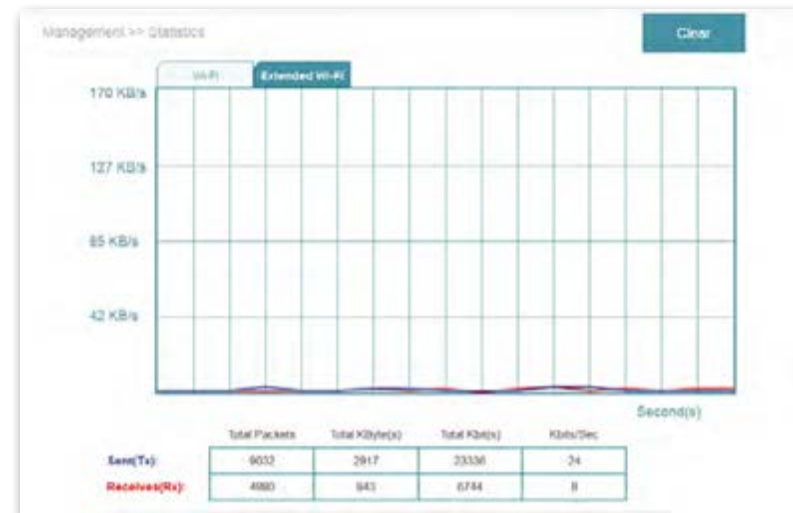 Management >> Statistics
Clear
Wi-Fi
Extended Wi-Fi
170 KB/s
127 KB/s
85 KB/s
42 KB/s
Second(s)
Total Packets Total KByte(s) Total Kbit(s) Kbits/Sec
Sent(Tx): 9032 2917 23336 24
Receives(Rx): 843 6744 8